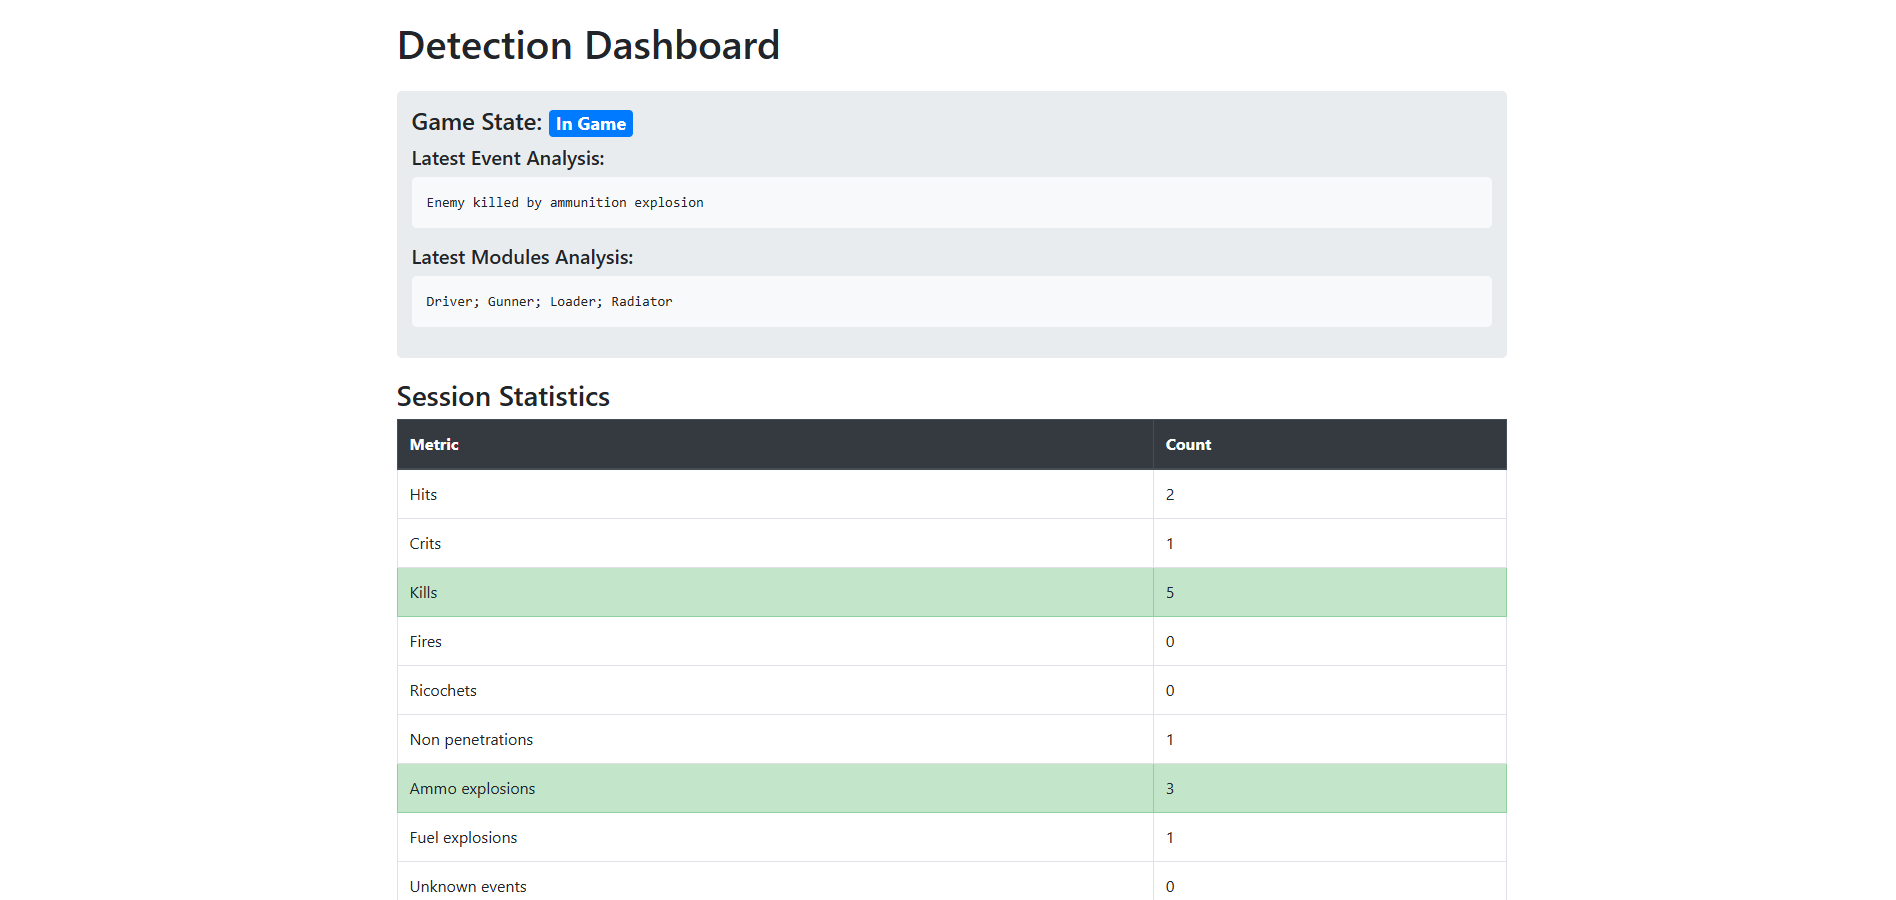 Detection Dashboard
Game State: In Game
Latest Event Analysis:
Enemy killed by ammunition explosion
Latest Modules Analysis:
Driver; Gunner; Loader; Radiator
Session Statistics
Metric Count
Hits 2
Crits 1
Kills 5
Fires 0
Ricochets 0
Non penetrations 1
Ammo explosions 3
Fuel explosions 1
Unknown events 0